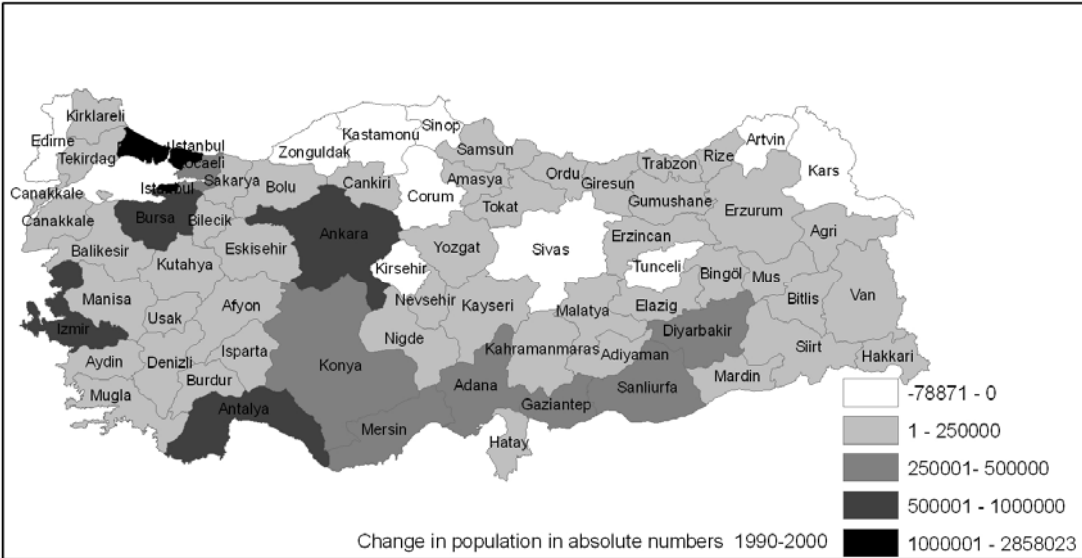 Kirklareli
Edirne
Tekirdag
Istanbul
Kocaeli
Istanbul
Sakarya
Canakkale
Canakkale
Bursa
Bilecik
Bolu
Zonguldak
Kastamonu
Sinop
Cankiri
Corum
Samsun
Amasya
Tokat
Ordu
Giresun
Trabzon
Rize
Artvin
Kars
Gumushane
Erzurum
Erzincan
Agri
Ankara
Eskisehir
Balikesir
Kutahya
Kirsehir
Yozgat
Sivas
Tunceli
Bingöl
Mus
Bitlis
Van
Manisa
Usak
Afyon
Izmir
Nevsehir
Kayseri
Malatya
Elazig
Diyarbakir
Siirt
Hakkari
Aydin
Denizli
Isparta
Burdur
Mugla
Konya
Nigde
Kahramanmaras
Adiyaman
Adana
Gaziantep
Sanliurfa
Mardin
Antalya
Mersin
Hatay
-78871 - 0
1 - 250000
250001 - 500000
500001 - 1000000
1000001 - 2858023
Change in population in absolute numbers 1990-2000